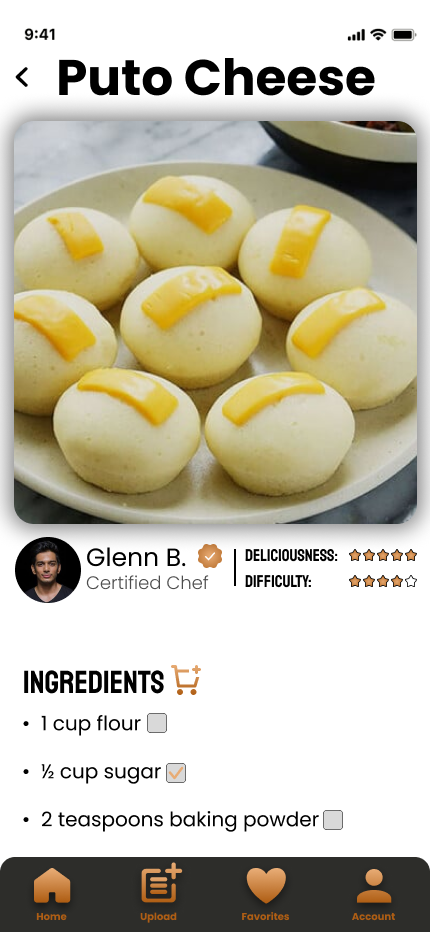 9:41
Puto Cheese
Glenn B.
Certified Chef
DELICIOUSNESS:
DIFFICULTY:
INGREDIENTS
• 1 cup flour
• ½ cup sugar
• 2 teaspoons baking powder
Home Upload Favorites Account